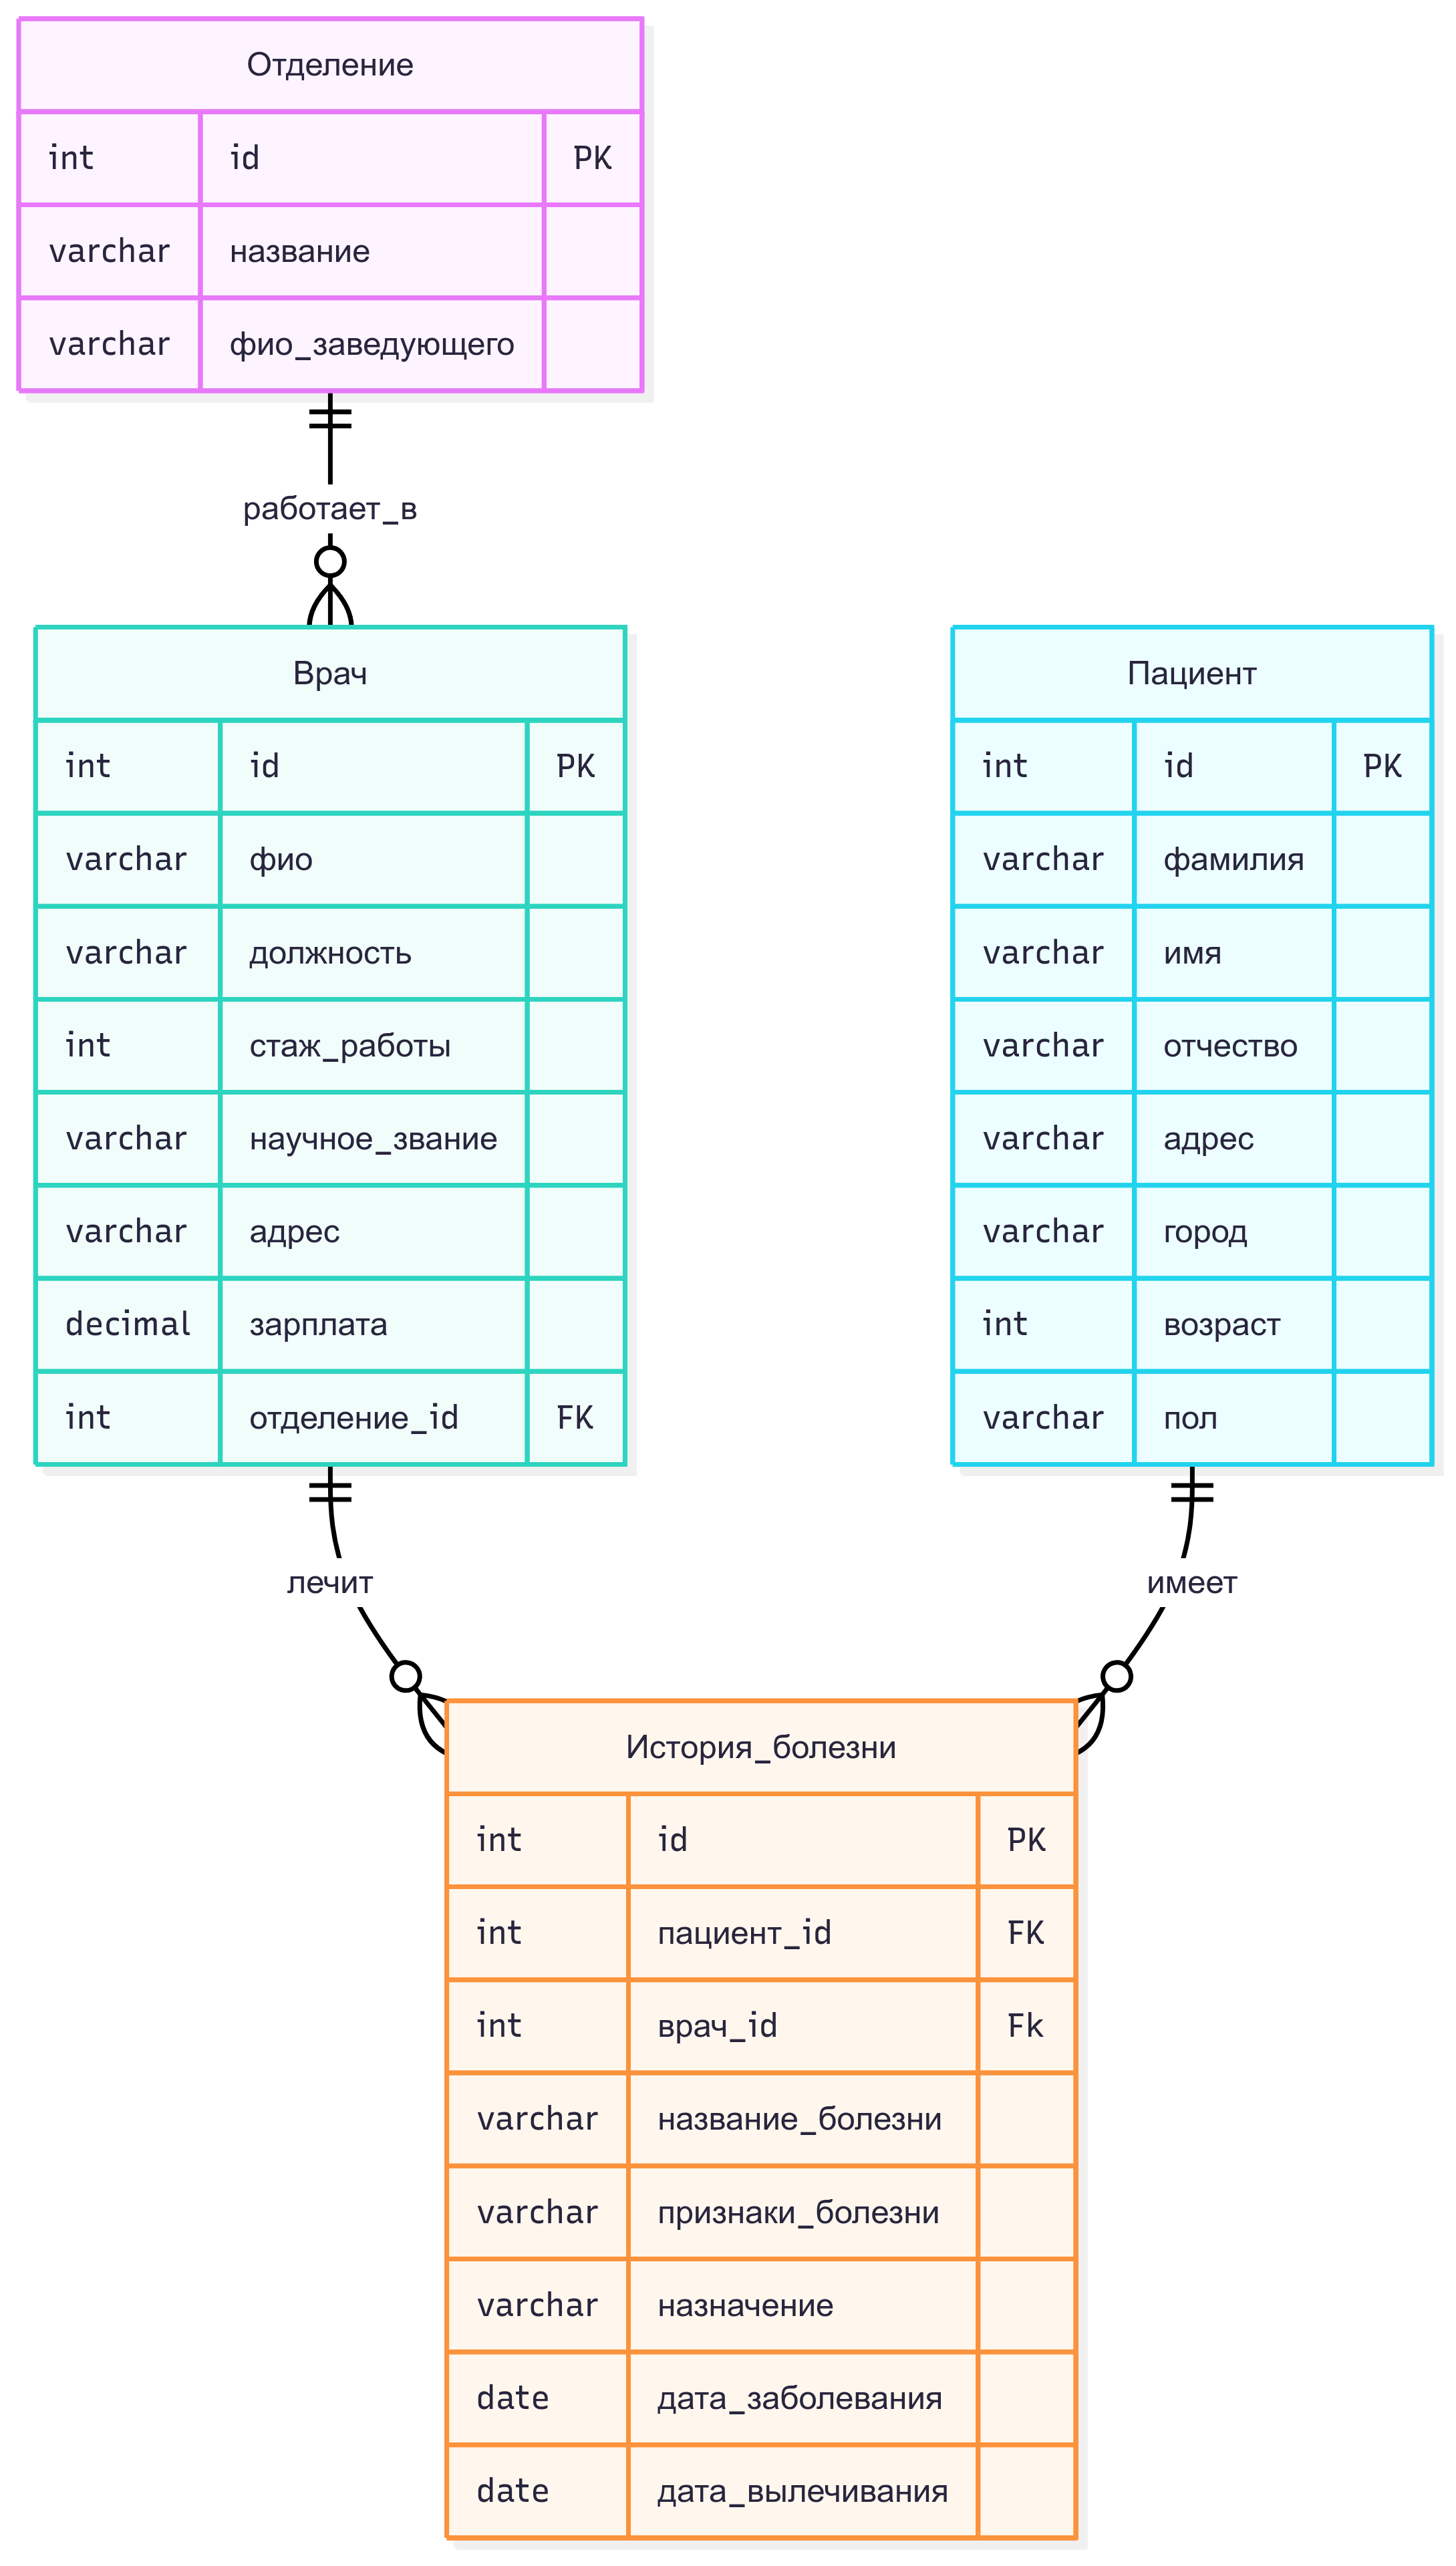 Отделение
int id PK
varchar название
varchar фио_заведующего
работает_в
Врач
int id PK
varchar фио
varchar должность
int стаж_работы
varchar научное_звание
varchar адрес
decimal зарплата
int отделение_id FK
Пациент
int id PK
varchar фамилия
varchar имя
varchar отчество
varchar адрес
varchar город
int возраст
varchar пол
лечит
имеет
История_болезни
int id PK
int пациент_id FK
int врач_id Fk
varchar название_болезни
varchar признаки_болезни
varchar назначение
date дата_заболевания
date дата_вылечивания